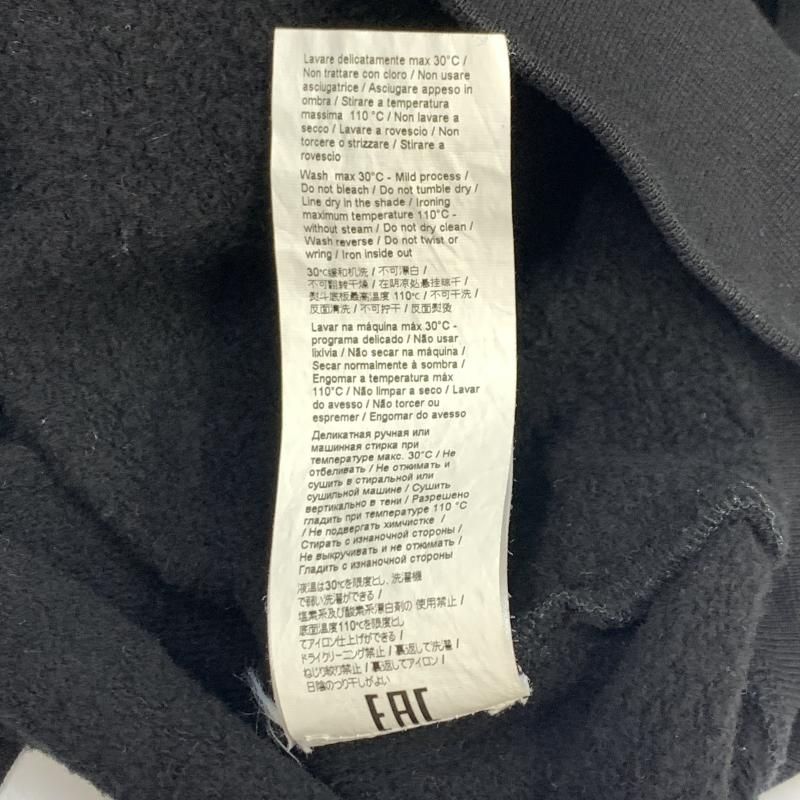 Lavare delicatamente max 30°C /
Non trattare con cloro / Non usare
asciugatrice / Asciugare appeso in
ombra / Stirare a temperatura
massima 110 °C / Non lavare a
secco / Lavare a rovescio / Non
torcere o strizzare / Stirare a
rovescio
Wash max 30°C - Mild process /
Do not bleach / Do not tumble dry /
Line dry in the shade / Ironing
maximum temperature 110°C -
without steam / Do not dry clean /
Wash reverse / Do not twist or
wring / Iron inside out
30°C缓和机洗 / 不可漂白 /
不可翻转干燥 / 在阴凉处悬挂晾干 /
熨斗底板最高温度 110℃ / 不可干洗 /
反面清洗 / 不可拧干 / 反面熨烫
Lavar na máquina máx 30°C -
programa delicado / Não usar
lixívia / Não secar na máquina /
Secar normalmente à sombra /
Engomar a temperatura máx
110°C / Não limpar a seco / Lavar
do avesso / Não torcer ou
espremer / Engomar do avesso
Деликатная ручная или
машинная стирка при
температуре макс. 30°C / Не
отбеливать / Не отжимать и
сушить в стиральной или
сушильной машине / Сушить
вертикально в тени / Разрешено
гладить при температуре 110 °C
/ Не подвергать химчистке /
Стирать с изнаночной стороны /
Не выкручивать и не отжимать /
Гладить с изнаночной стороны
液温は30℃を限度とし、洗濯機
で弱い洗濯ができる /
塩素系及び酸素系漂白剤の 使用禁止 /
底面温度110℃を限度とし
てアイロン仕上げができる /
ドライクリーニング禁止 / 裏返して洗濯 /
ねじり絞り禁止 / 裏返してアイロン /
日陰のつり干しがよい
EAC